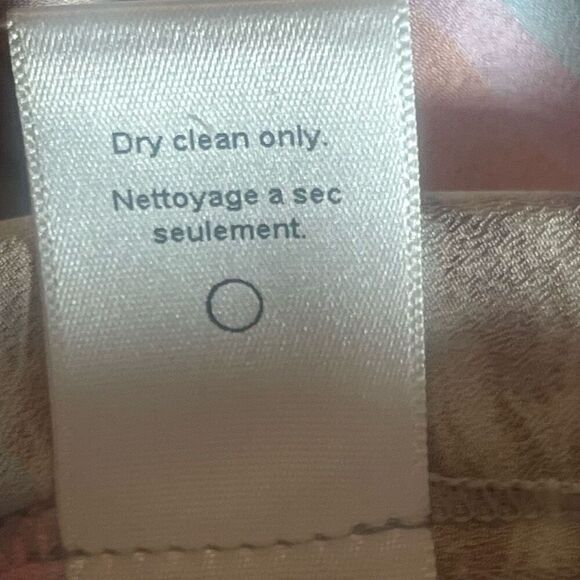 Dry clean only.
Nettoyage a sec
seulement.